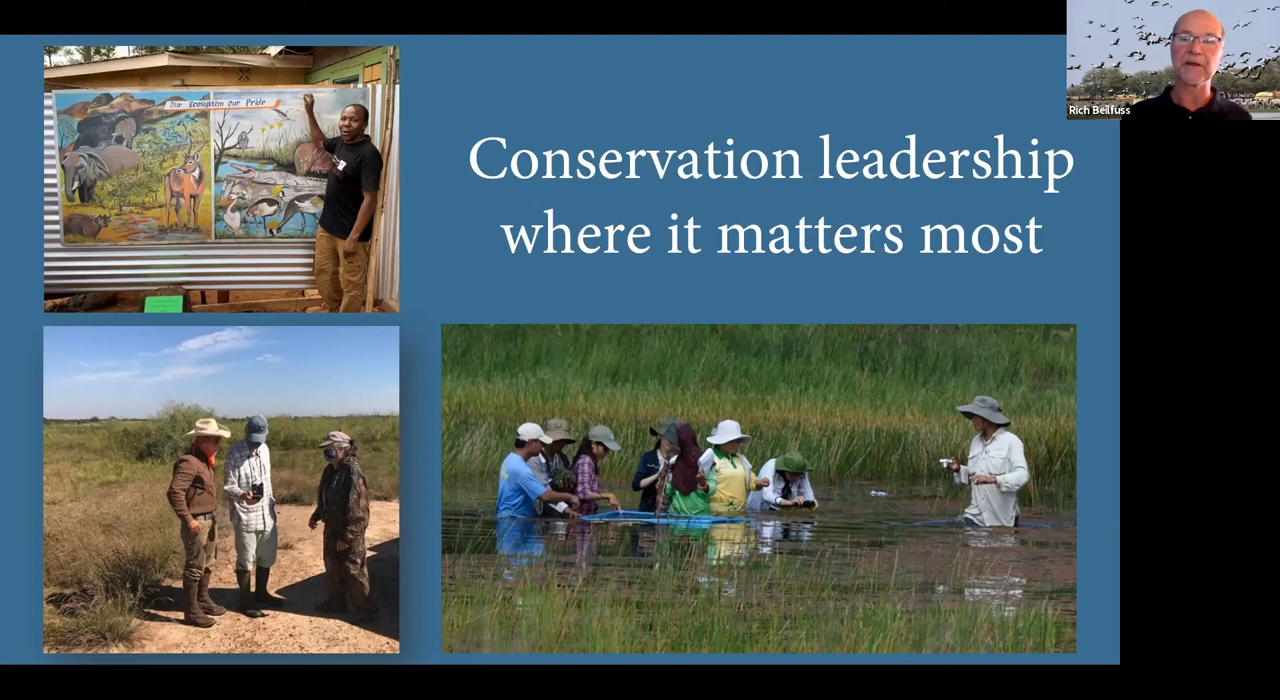 Our Ecosystem Our Pride
Conservation leadership
where it matters most
Rich Beilfuss